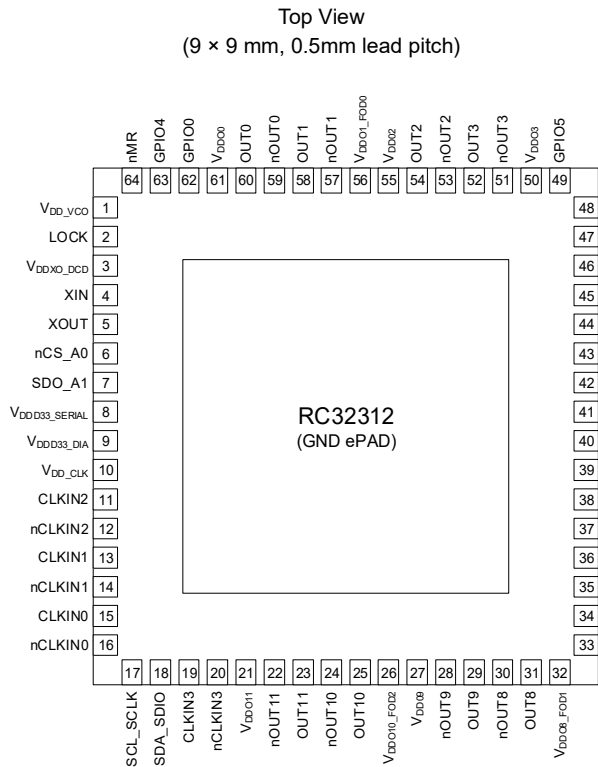 Top View
(9 × 9 mm, 0.5mm lead pitch)
nMR
GPIO4
GPIO0
VDDO0
OUT0
nOUT0
OUT1
nOUT1
VDDO1_FOD0
VDDO2
OUT2
nOUT2
OUT3
nOUT3
VDDO3
GPIO5
64 63 62 61 60 59 58 57 56 55 54 53 52 51 50 49
VDD_VCO 1
LOCK 2
VDDXO_DCD 3
XIN 4
XOUT 5
nCS_A0 6
SDO_A1 7
VDDD33_SERIAL 8
VDDD33_DIA 9
VDD_CLK 10
CLKIN2 11
nCLKIN2 12
CLKIN1 13
nCLKIN1 14
CLKIN0 15
nCLKIN0 16
RC32312
(GND ePAD)
48
47
46
45
44
43
42
41
40
39
38
37
36
35
34
33
17 18 19 20 21 22 23 24 25 26 27 28 29 30 31 32
SCL_SCLK
SDA_SDIO
CLKIN3
nCLKIN3
VDDO11
nOUT11
OUT11
nOUT10
OUT10
VDDO10_FOD2
VDDO9
nOUT9
OUT9
nOUT8
OUT8
VDDO8_FOD1